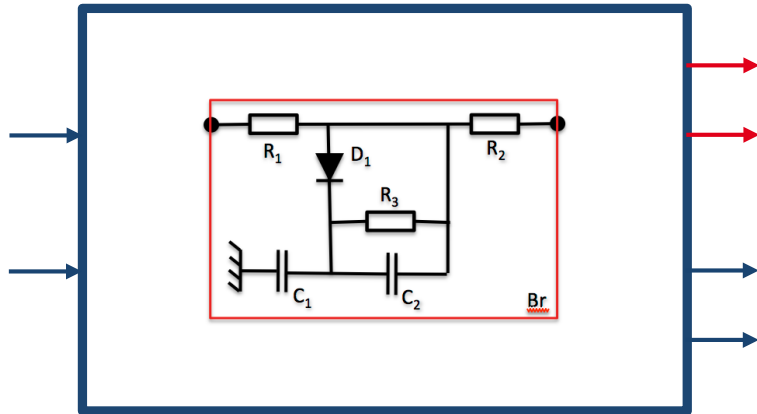 R₁
D₁
R₂
R₃
C₁
C₂
Br